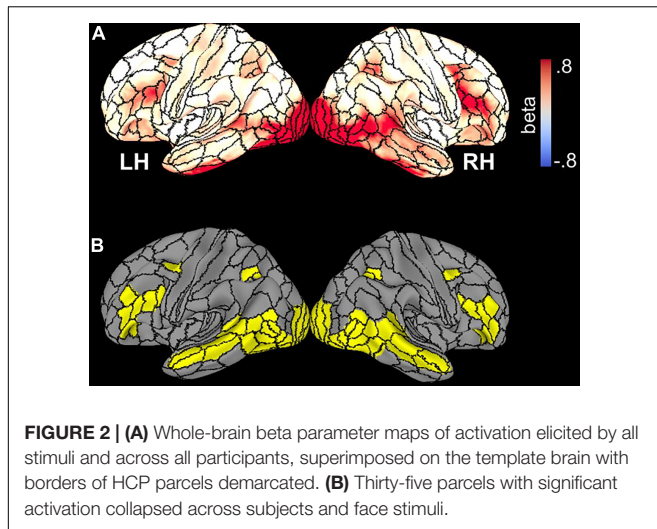 A
.8
beta
-.8
LH
RH
B
FIGURE 2 | (A) Whole-brain beta parameter maps of activation elicited by all
stimuli and across all participants, superimposed on the template brain with
borders of HCP parcels demarcated. (B) Thirty-five parcels with significant
activation collapsed across subjects and face stimuli.